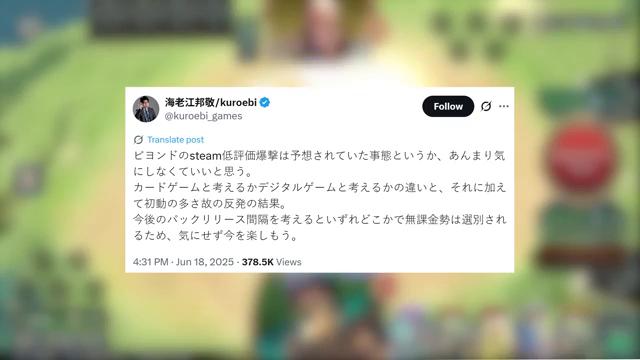 海老江邦敬/kuroebi
Follow
@kuroebi_games
Translate post
ビヨンドのsteam低評価爆撃は予想されていた事態というか、あんまり気
にしなくていいと思う。
カードゲームと考えるかデジタルゲームと考えるかの違いと、それに加え
て初動の多さ故の反発の結果。
今後のパックリリース間隔を考えるといずれどこかで無課金勢は選別され
るため、気にせず今を楽しもう。
4:31 PM · Jun 18, 2025 · 378.5K Views